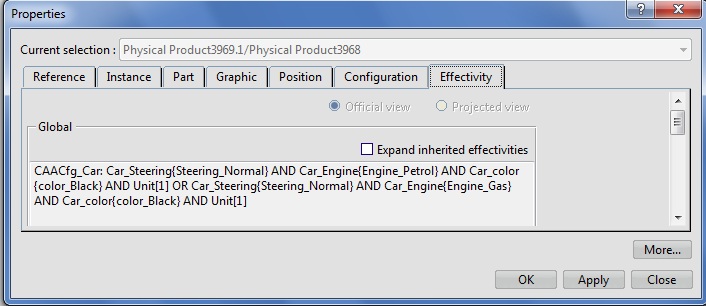 Properties
Current selection : Physical Product3969.1/Physical Product3968
Reference Instance Part Graphic Position Configuration Effectivity
Official view Projected view
Global
Expand inherited effectivities
CAACfg_Car: Car_Steering{Steering_Normal} AND Car_Engine{Engine_Petrol} AND Car_color
{color_Black} AND Unit[1] OR Car_Steering{Steering_Normal} AND Car_Engine{Engine_Gas}
AND Car_color{color_Black} AND Unit[1]
More...
OK Apply Close